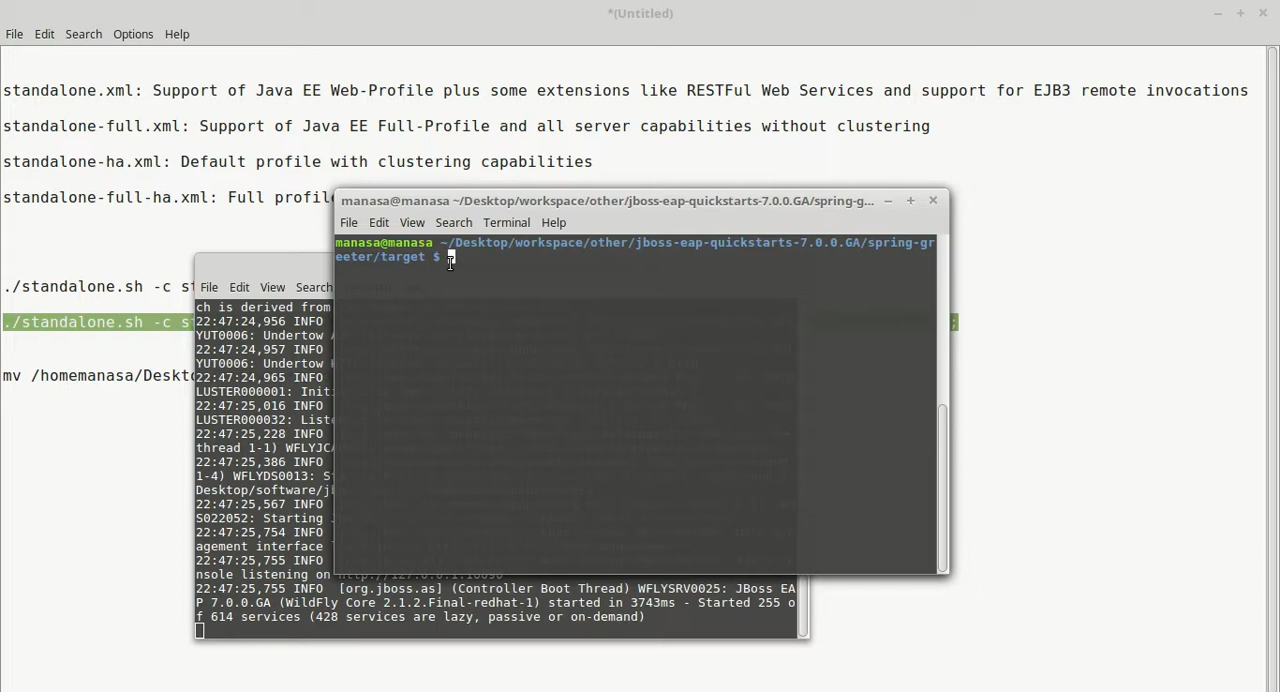 *(Untitled)
File Edit Search Options Help
standalone.xml: Support of Java EE Web-Profile plus some extensions like RESTFul Web Services and support for EJB3 remote invocations
standalone-full.xml: Support of Java EE Full-Profile and all server capabilities without clustering
standalone-ha.xml: Default profile with clustering capabilities
standalone-full-ha.xml: Full profile
./standalone.sh -c st
./standalone.sh -c s
;
mv /homemanasa/Deskto
manasa@manasa ~/Desktop/workspace/other/jboss-eap-quickstarts-7.0.0.GA/spring-g...
File Edit View Search Terminal Help
manasa@manasa ~/Desktop/workspace/other/jboss-eap-quickstarts-7.0.0.GA/spring-gr
eeter/target $
File Edit View Search
ch is derived from
22:47:24,956 INFO
YUT0006: Undertow
22:47:24,957 INFO
YUT0006: Undertow
22:47:24,965 INFO
LUSTER000001: Initi
22:47:25,016 INFO
LUSTER000032: Liste
22:47:25,228 INFO
thread 1-1) WFLYJCA
22:47:25,386 INFO
1-4) WFLYDS0013: St
Desktop/software/jb
22:47:25,567 INFO
S022052: Starting J
22:47:25,754 INFO
agement interface
22:47:25,755 INFO
nsole listening on http://127.0.0.1:10090
22:47:25,755 INFO [org.jboss.as] (Controller Boot Thread) WFLYSRV0025: JBoss EA
P 7.0.0.GA (WildFly Core 2.1.2.Final-redhat-1) started in 3743ms - Started 255 o
f 614 services (428 services are lazy, passive or on-demand)